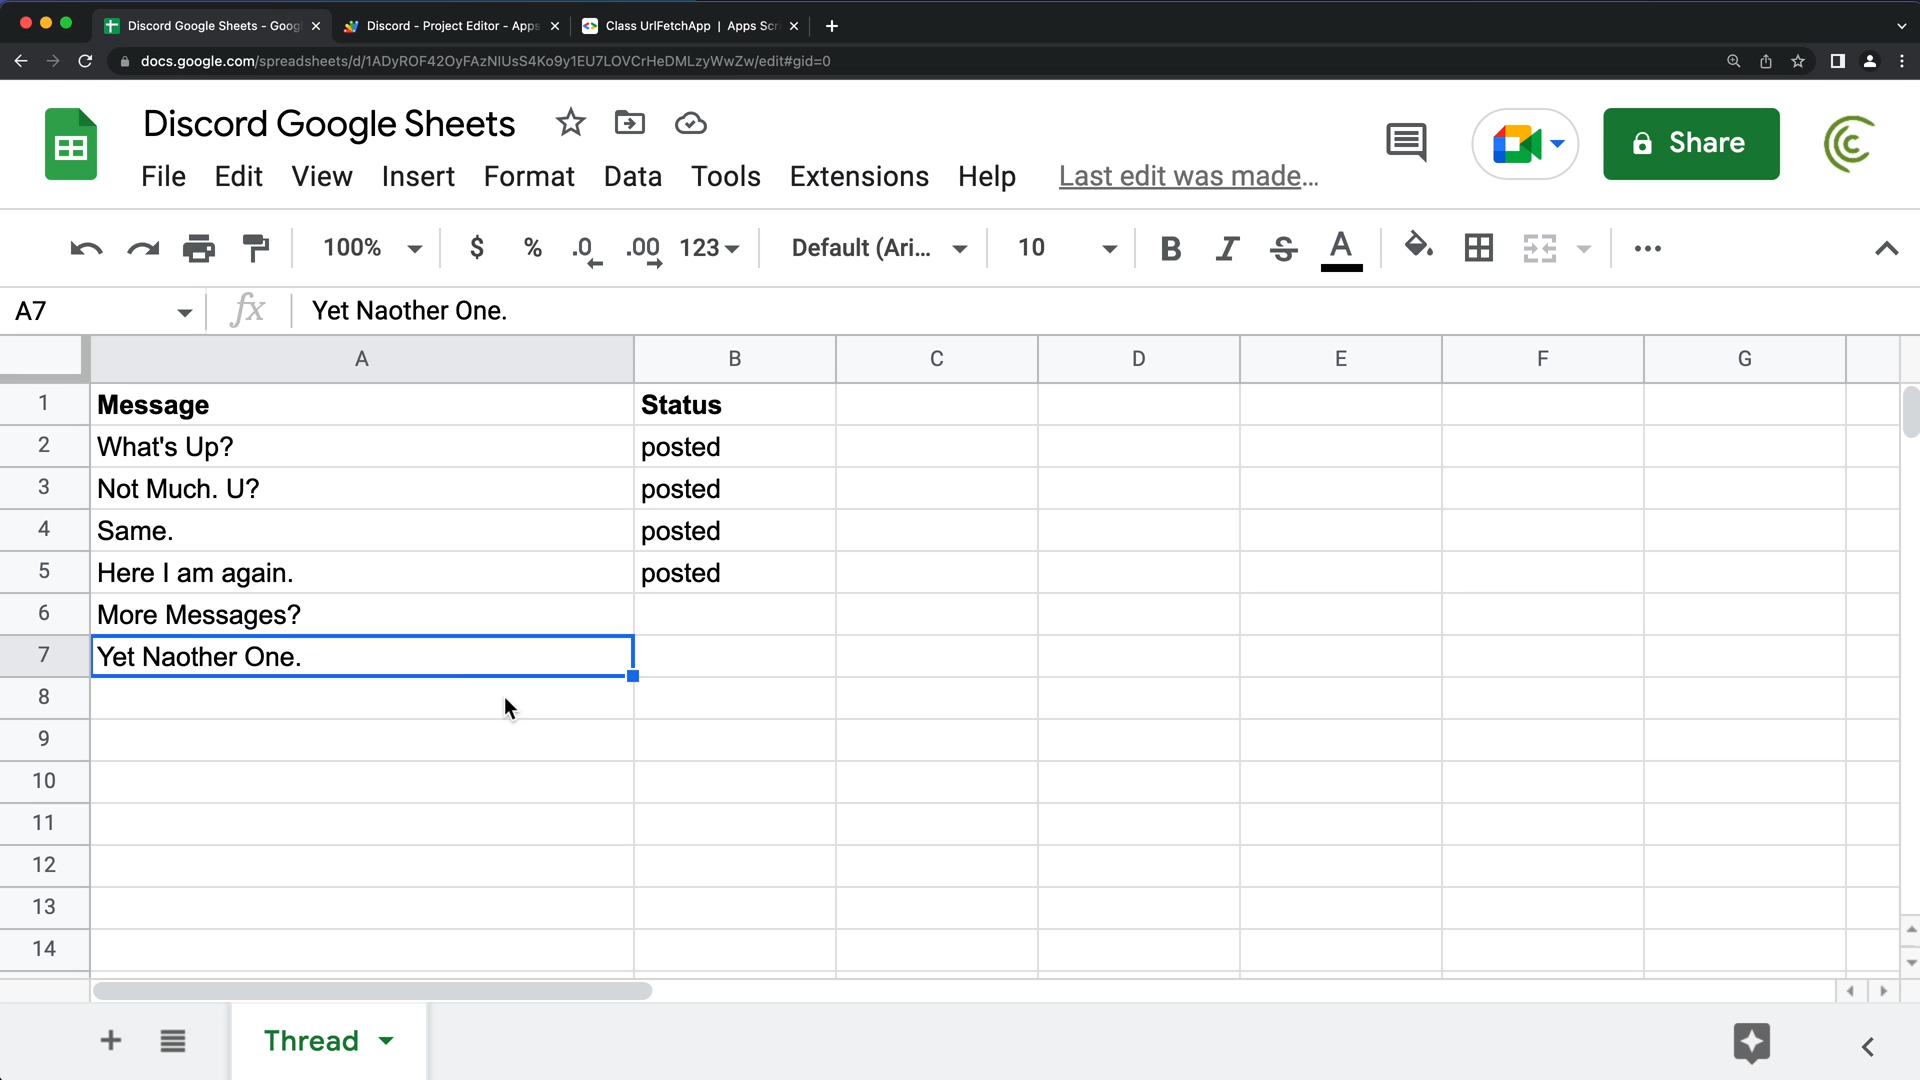 Discord Google Sheets - Goog
Discord - Project Editor - Apps
Class UrlFetchApp | Apps Scri
docs.google.com/spreadsheets/d/1ADyROF42OyFAzNIUsS4Ko9y1EU7LOVCrHeDMLzyWwZw/edit#gid=0
Discord Google Sheets
Share
File Edit View Insert Format Data Tools Extensions Help Last edit was made...
100% $ % .0 .00 123 Default (Ari... 10 B I S A
A7 fx Yet Naother One.
A B C D E F G
1 Message Status
2 What's Up? posted
3 Not Much. U? posted
4 Same. posted
5 Here I am again. posted
6 More Messages?
7 Yet Naother One.
8
9
10
11
12
13
14
Thread